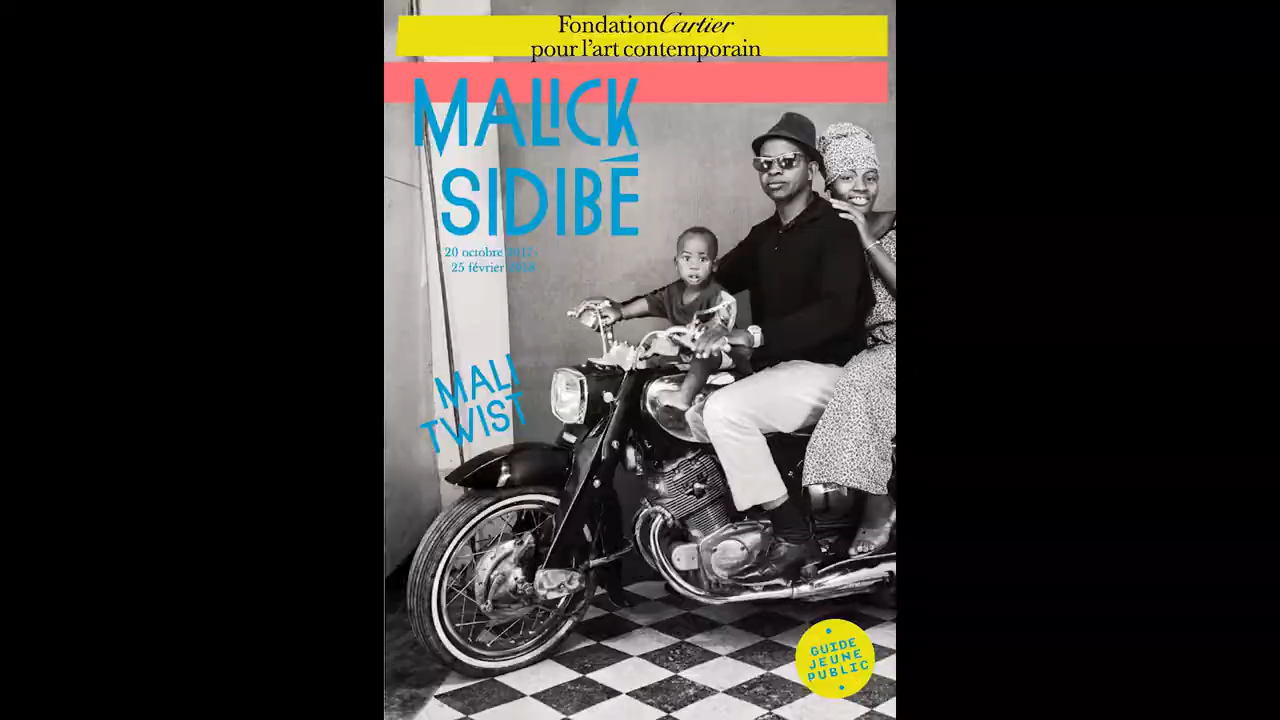 Fondation Cartier
pour l'art contemporain
MALICK
SIDIBÉ
20 octobre 2017-
25 février 2018
MALI
TWIST
GUIDE
JEUNE
PUBLIC